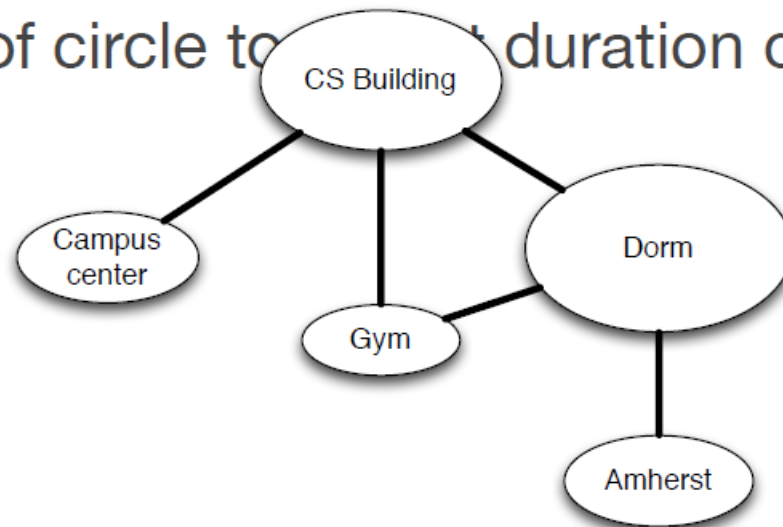 of circle to duration
CS Building
Campus
center
Dorm
Gym
Amherst